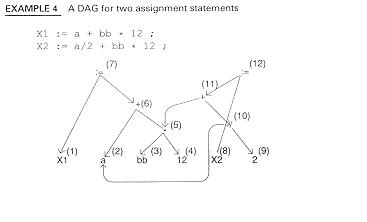 EXAMPLE 4 A DAG for two assignment statements
X1 := a + bb * 12 ;
X2 := a/2 + bb * 12 ;
(7) (12)
:= :=
(11)
+(6) +
(10)
(5)
* /
(1) (2) (3) (4) (8) (9)
X1 a bb 12 X2 2